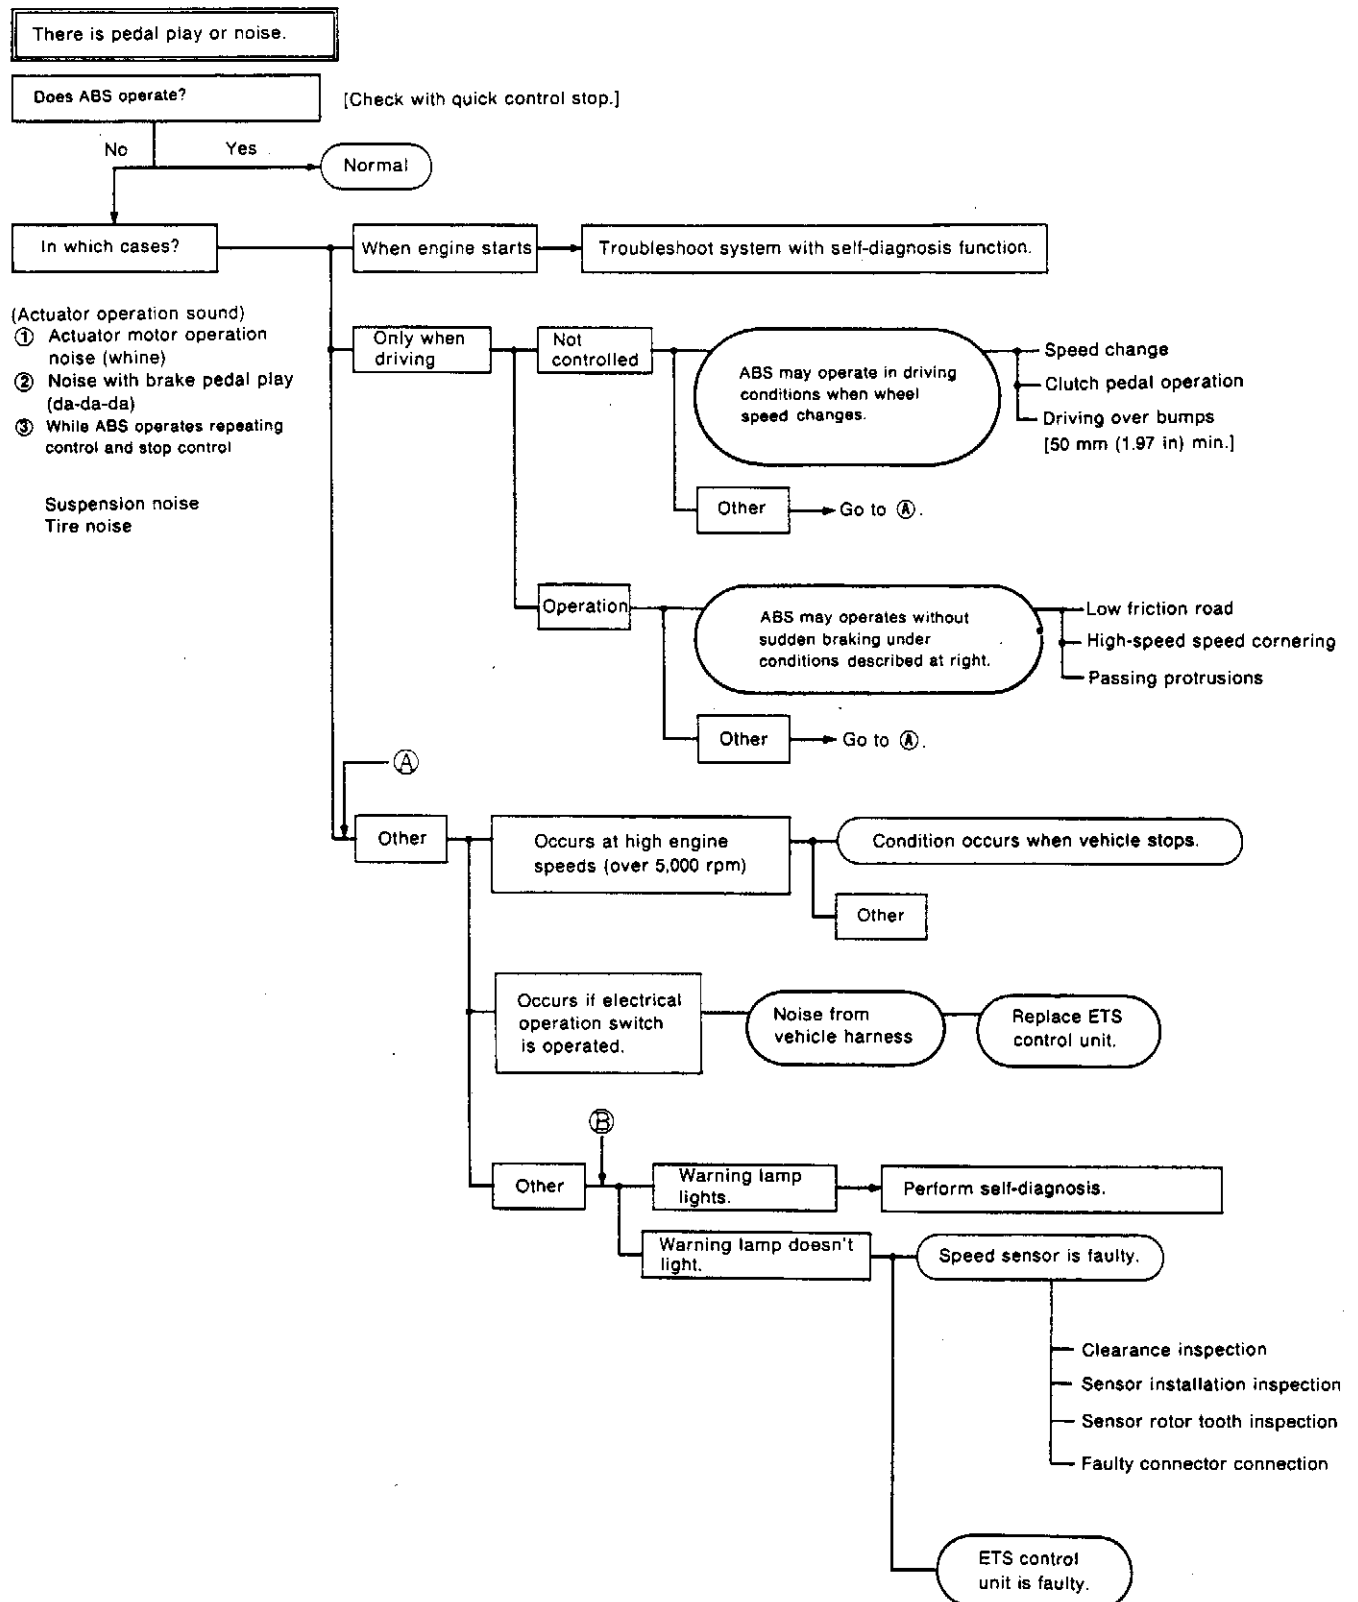 There is pedal play or noise.
Does ABS operate?
[Check with quick control stop.]
No
Yes
Normal
In which cases?
When engine starts
Troubleshoot system with self-diagnosis function.
(Actuator operation sound)
① Actuator motor operation
noise (whine)
② Noise with brake pedal play
(da-da-da)
③ While ABS operates repeating
control and stop control
Suspension noise
Tire noise
Only when
driving
Not
controlled
ABS may operate in driving
conditions when wheel
speed changes.
Speed change
Clutch pedal operation
Driving over bumps
[50 mm (1.97 in) min.]
Other
Go to Ⓐ.
Operation
ABS may operates without
sudden braking under
conditions described at right.
Low friction road
High-speed speed cornering
Passing protrusions
Other
Go to Ⓐ.
Ⓐ
Other
Occurs at high engine
speeds (over 5,000 rpm)
Condition occurs when vehicle stops.
Other
Occurs if electrical
operation switch
is operated.
Noise from
vehicle harness
Replace ETS
control unit.
Ⓑ
Other
Warning lamp
lights.
Perform self-diagnosis.
Warning lamp doesn't
light.
Speed sensor is faulty.
Clearance inspection
Sensor installation inspection
Sensor rotor tooth inspection
Faulty connector connection
ETS control
unit is faulty.